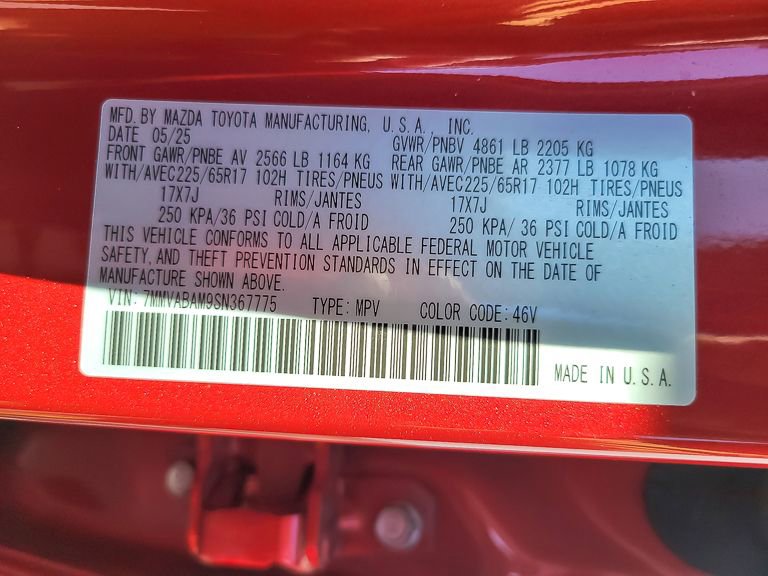 MFD. BY MAZDA TOYOTA MANUFACTURING, U.S.A., INC.
DATE 05/25 GVWR/PNBV 4861 LB 2205 KG
FRONT GAWR/PNBE AV 2566 LB 1164 KG REAR GAWR/PNBE AR 2377 LB 1078 KG
WITH/AVEC225/65R17 102H TIRES/PNEUS WITH/AVEC225/65R17 102H TIRES/PNEUS
17X7J RIMS/JANTES 17X7J RIMS/JANTES
250 KPA/36 PSI COLD/A FROID 250 KPA/ 36 PSI COLD/A FROID
THIS VEHICLE CONFORMS TO ALL APPLICABLE FEDERAL MOTOR VEHICLE
SAFETY, AND THEFT PREVENTION STANDARDS IN EFFECT ON THE DATE OF
MANUFACTURE SHOWN ABOVE.
VIN: 7MMVABAM9SN367775 TYPE: MPV COLOR CODE: 46V
MADE IN U.S.A.